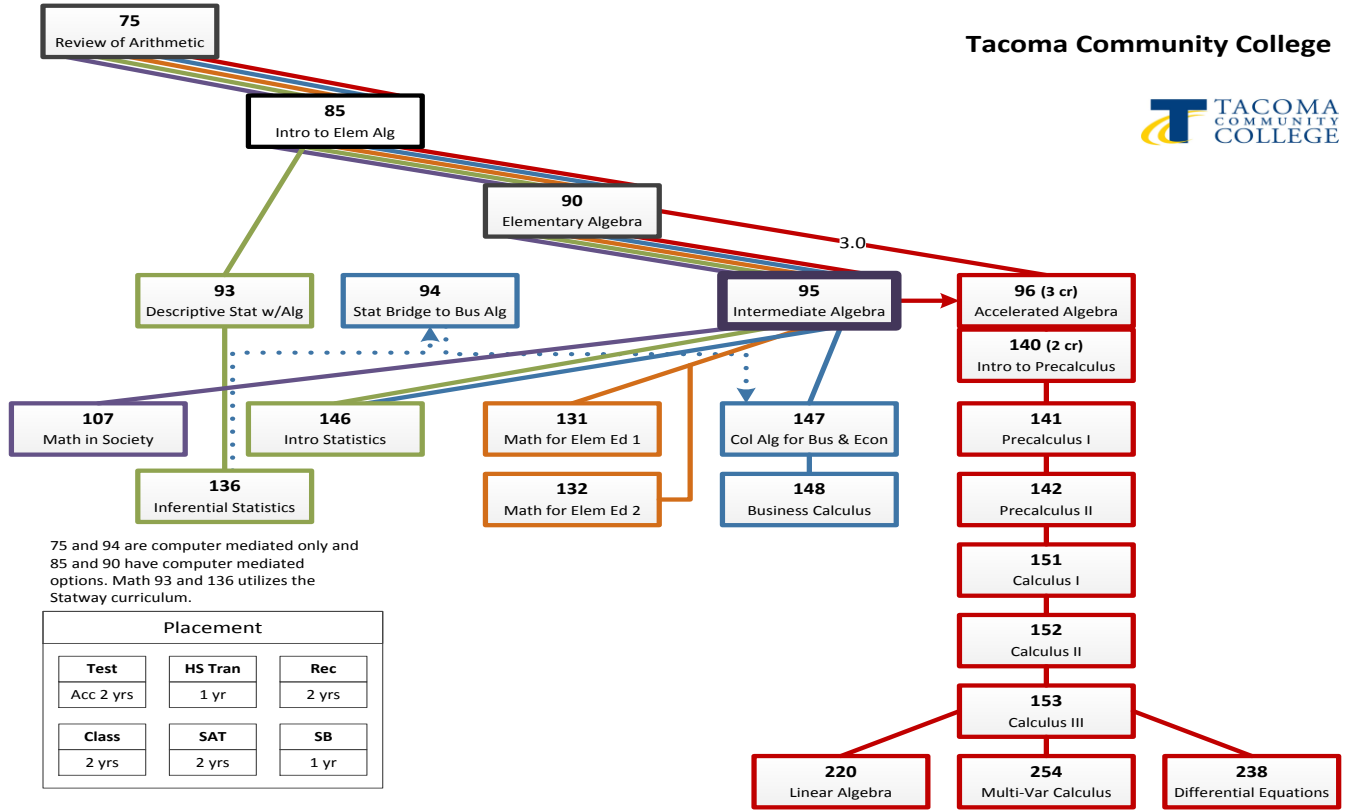 75
Review of Arithmetic
Tacoma Community College
TACOMA
COMMUNITY
COLLEGE
85
Intro to Elem Alg
90
Elementary Algebra
3.0
93
Descriptive Stat w/Alg
94
Stat Bridge to Bus Alg
95
Intermediate Algebra
96 (3 cr)
Accelerated Algebra
140 (2 cr)
Intro to Precalculus
107
Math in Society
146
Intro Statistics
131
Math for Elem Ed 1
147
Col Alg for Bus & Econ
141
Precalculus I
136
Inferential Statistics
132
Math for Elem Ed 2
148
Business Calculus
142
Precalculus II
75 and 94 are computer mediated only and
85 and 90 have computer mediated
options. Math 93 and 136 utilizes the
Statway curriculum.
151
Calculus I
152
Calculus II
153
Calculus III
220
Linear Algebra
254
Multi-Var Calculus
238
Differential Equations
Placement
Test
Acc 2 yrs
HS Tran
1 yr
Rec
2 yrs
Class
2 yrs
SAT
2 yrs
SB
1 yr